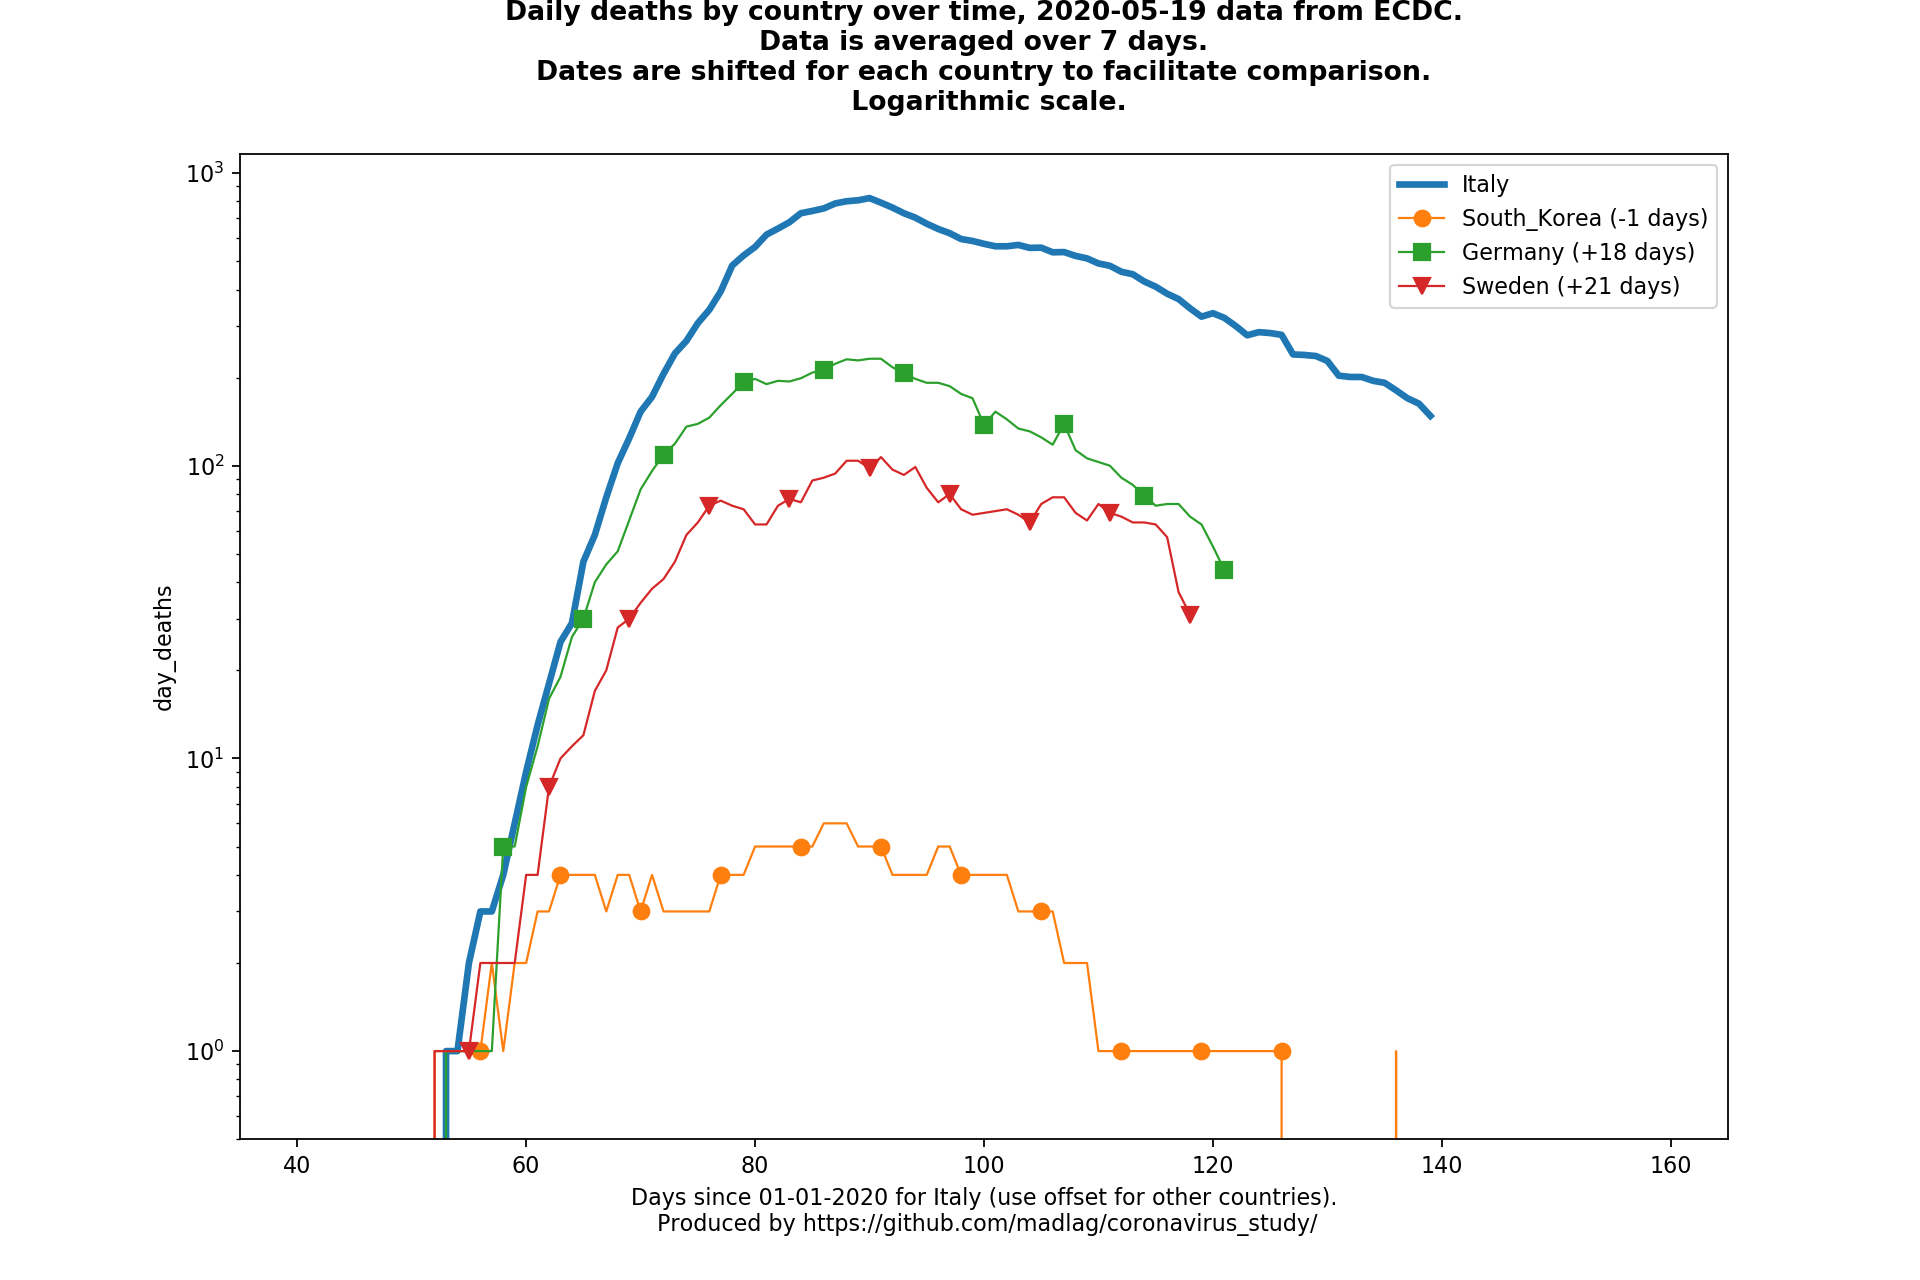 Daily deaths by country over time, 2020-05-19 data from ECDC.
Data is averaged over 7 days.
Dates are shifted for each country to facilitate comparison.
Logarithmic scale.
10³
Italy
South_Korea (-1 days)
Germany (+18 days)
Sweden (+21 days)
10²
day_deaths
10¹
10⁰
40 60 80 100 120 140 160
Days since 01-01-2020 for Italy (use offset for other countries).
Produced by https://github.com/madlag/coronavirus_study/